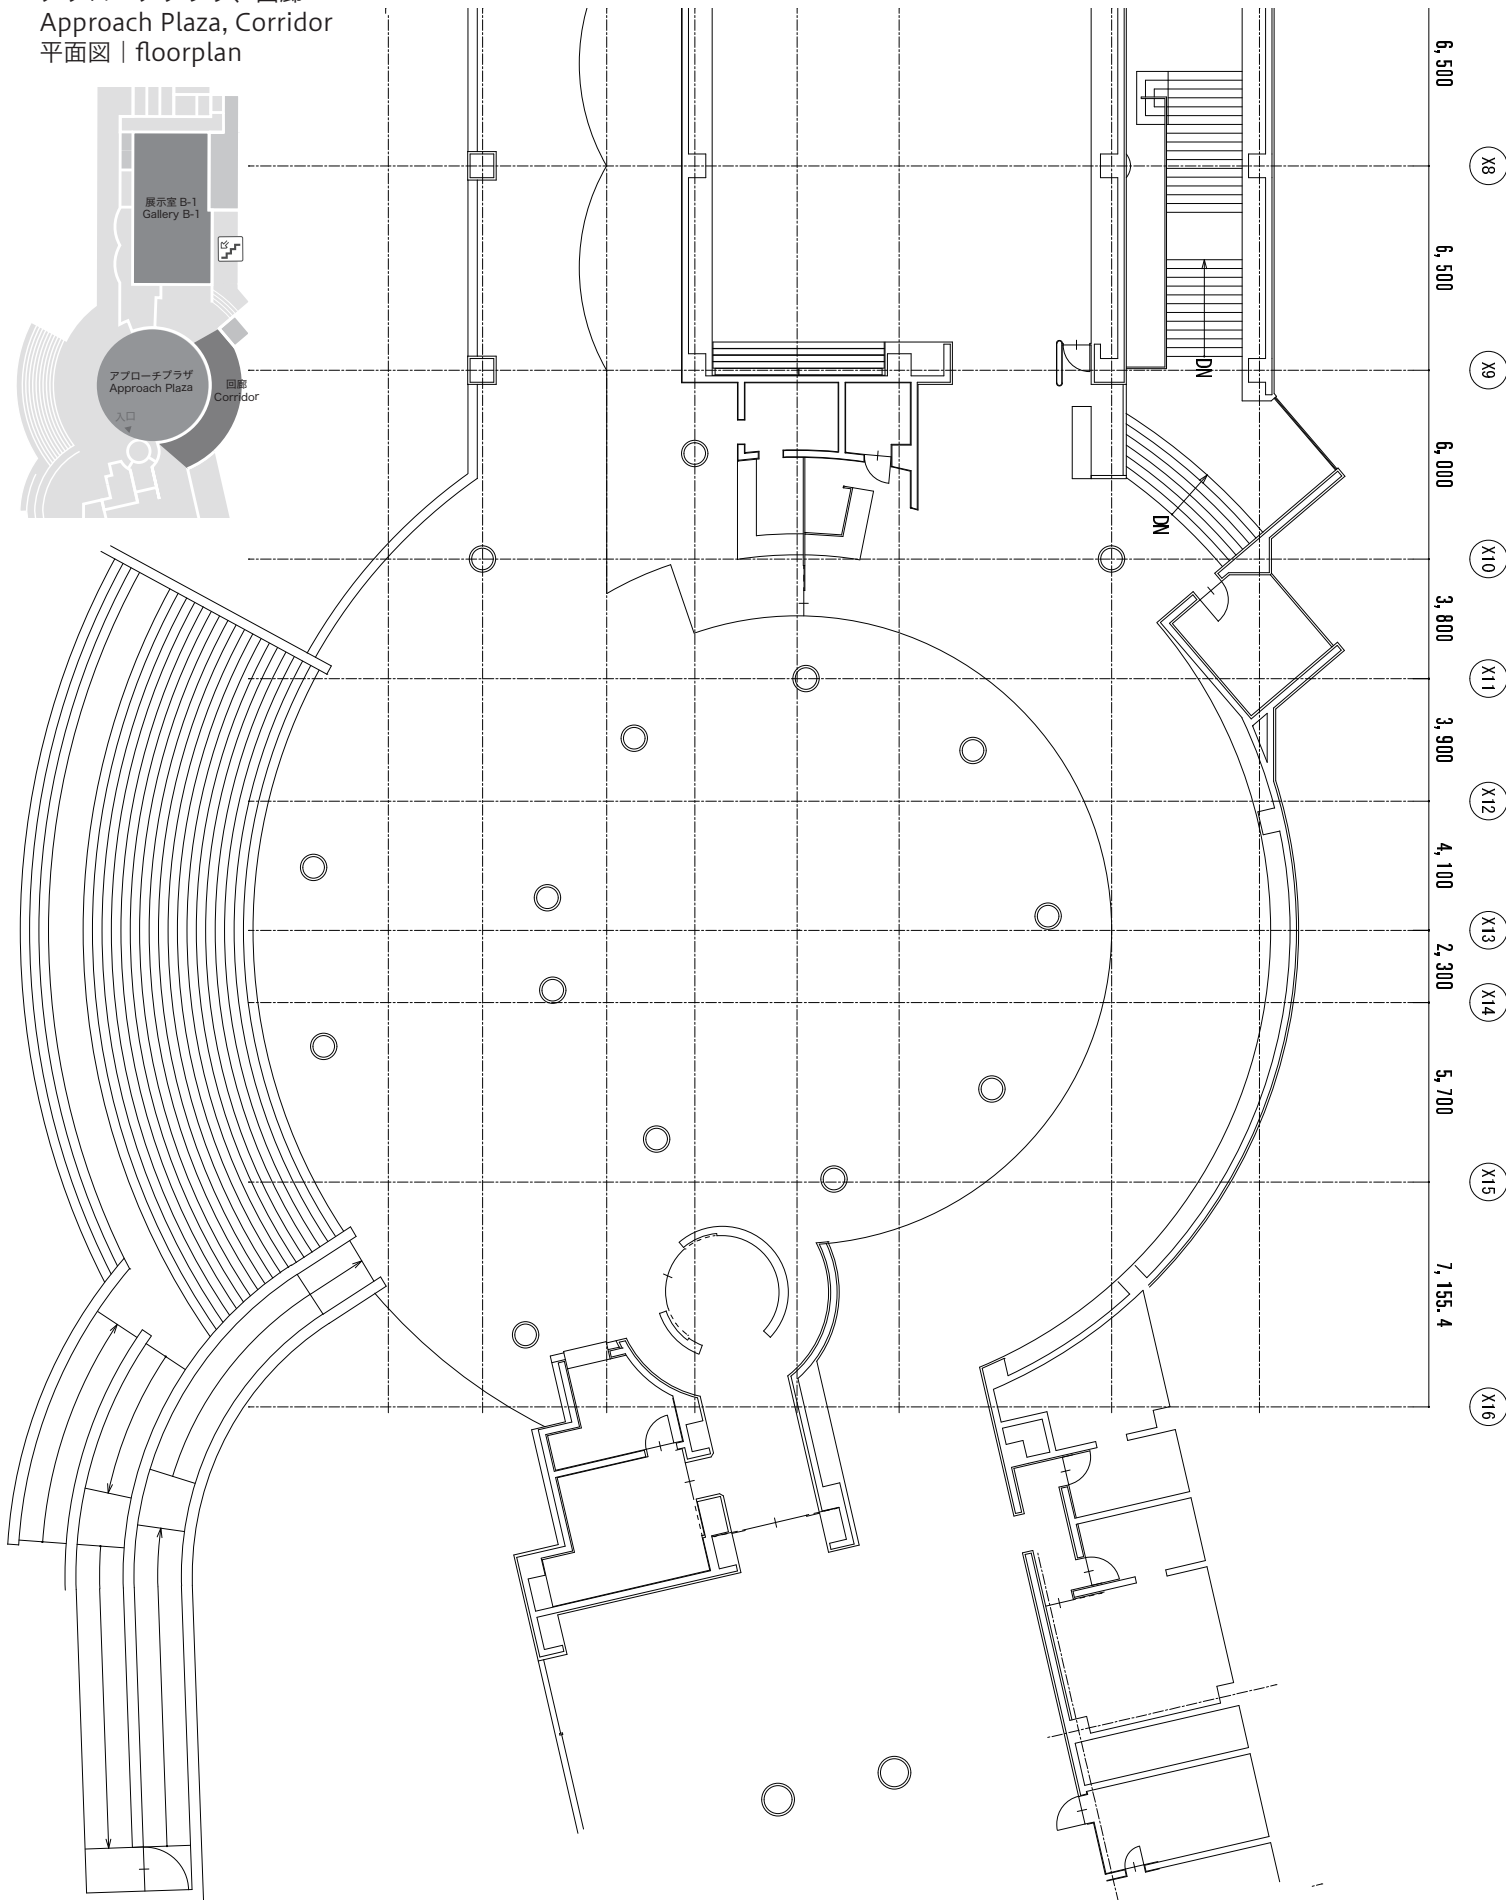 Approach Plaza, Corridor
平面図｜floorplan
展示室 B-1
Gallery B-1
アプローチプラザ
Approach Plaza
回廊
Corridor
入口
DN
DN
6,500
X8
6,500
X9
6,000
X10
3,800
X11
3,900
X12
4,100
X13
2,300
X14
5,700
X15
7,155.4
X16